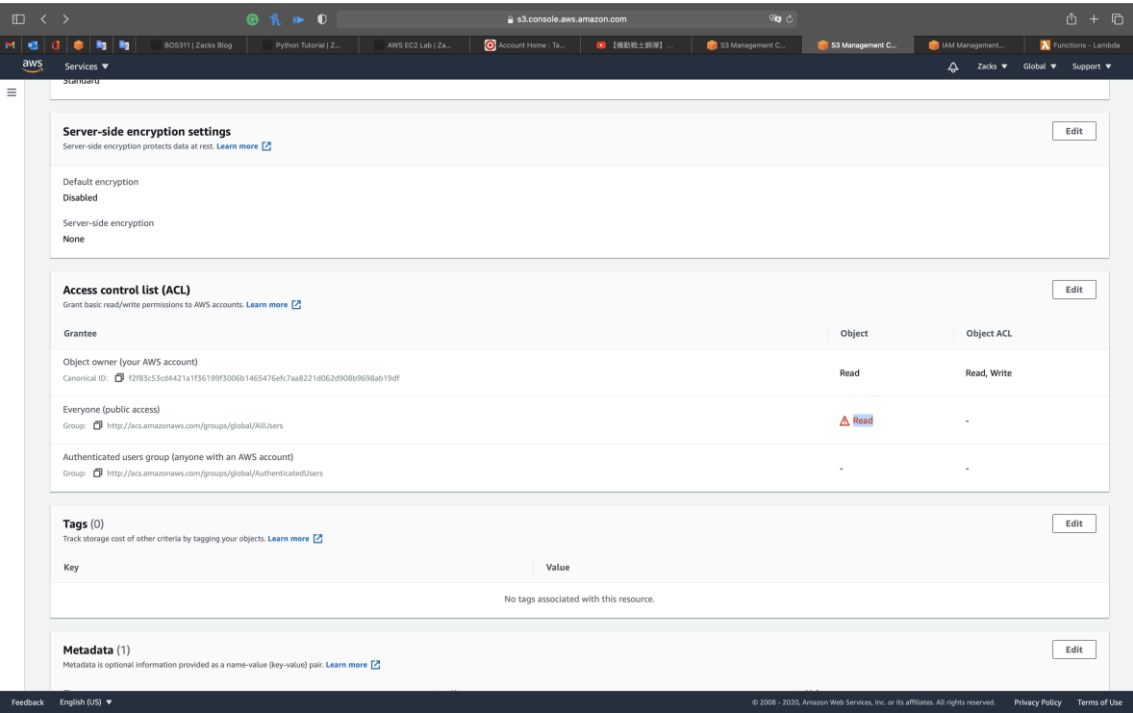 s3.console.aws.amazon.com
BOS311 | Zacks Blog
Python Tutorial | Z...
AWS EC2 Lab | Za...
Account Home : Ta...
【機動戰士鋼彈】...
S3 Management C...
S3 Management C...
IAM Management...
Functions - Lambda
aws
Services
Zacks
Global
Support
Standard
Server-side encryption settings
Edit
Server-side encryption protects data at rest. Learn more
Default encryption
Disabled
Server-side encryption
None
Access control list (ACL)
Edit
Grant basic read/write permissions to AWS accounts. Learn more
Grantee
Object
Object ACL
Object owner (your AWS account)
Canonical ID: f2f83c53cd4421e1f36199f3006b1465476efc7aa8221d062d908b9698ab19df
Read
Read, Write
Everyone (public access)
Group: http://acs.amazonaws.com/groups/global/AllUsers
Read
-
Authenticated users group (anyone with an AWS account)
Group: http://acs.amazonaws.com/groups/global/AuthenticatedUsers
-
-
Tags (0)
Edit
Track storage cost of other criteria by tagging your objects. Learn more
Key
Value
No tags associated with this resource.
Metadata (1)
Edit
Metadata is optional information provided as a name-value (key-value) pair. Learn more
Feedback
English (US)
© 2008 - 2020, Amazon Web Services, Inc. or its affiliates. All rights reserved.
Privacy Policy
Terms of Use